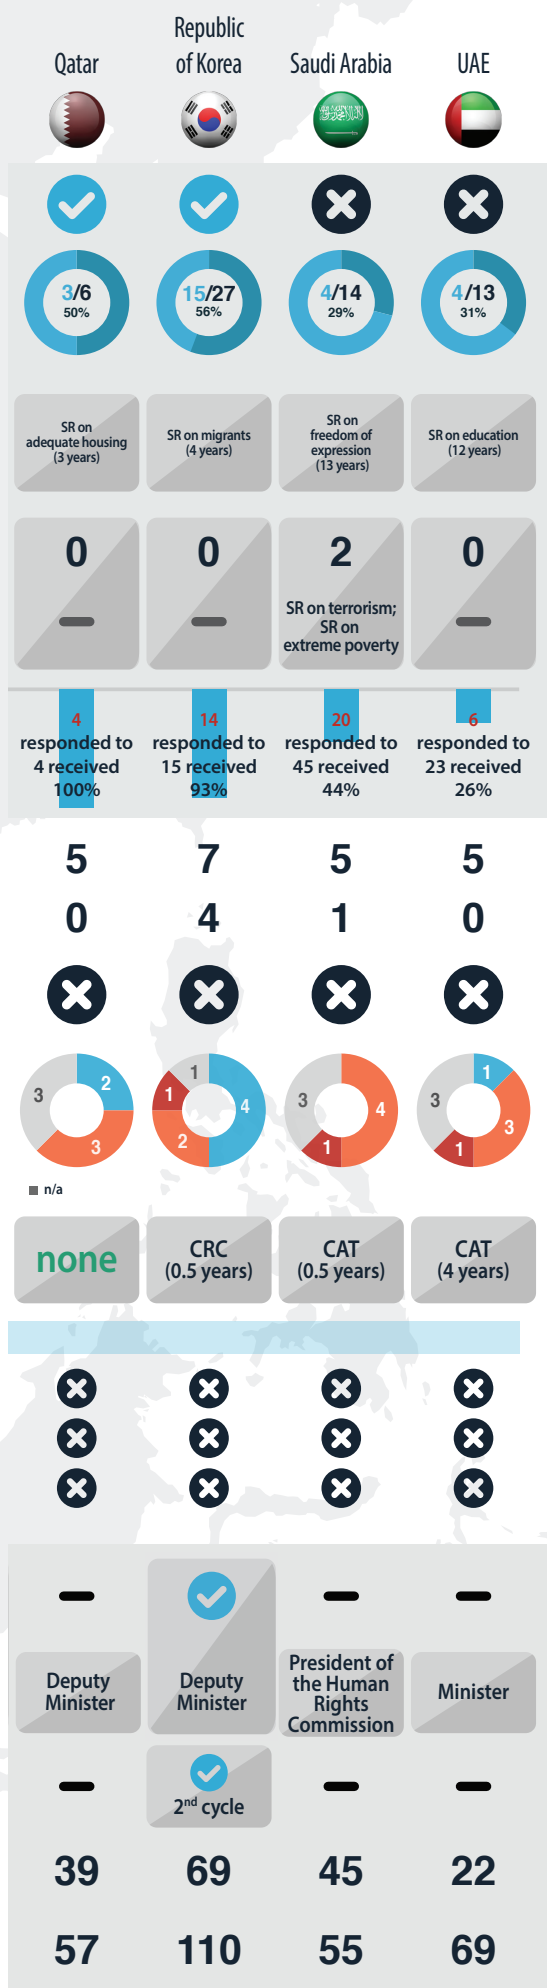 Qatar
Republic
of Korea
Saudi Arabia
UAE
3/6
50%
15/27
56%
4/14
29%
4/13
31%
SR on
adequate housing
(3 years)
SR on migrants
(4 years)
SR on
freedom of
expression
(13 years)
SR on education
(12 years)
0
0
2
SR on terrorism;
SR on
extreme poverty
0
4
responded to
4 received
100%
14
responded to
15 received
93%
20
responded to
45 received
44%
6
responded to
23 received
26%
5 7 5 5
0 4 1 0
3 2
3
1
1 4
2
3 4
1
1
3 3
1
n/a
none
CRC
(0.5 years)
CAT
(0.5 years)
CAT
(4 years)
Deputy
Minister
Deputy
Minister
President of
the Human
Rights
Commission
Minister
2nd cycle
39 69 45 22
57 110 55 69